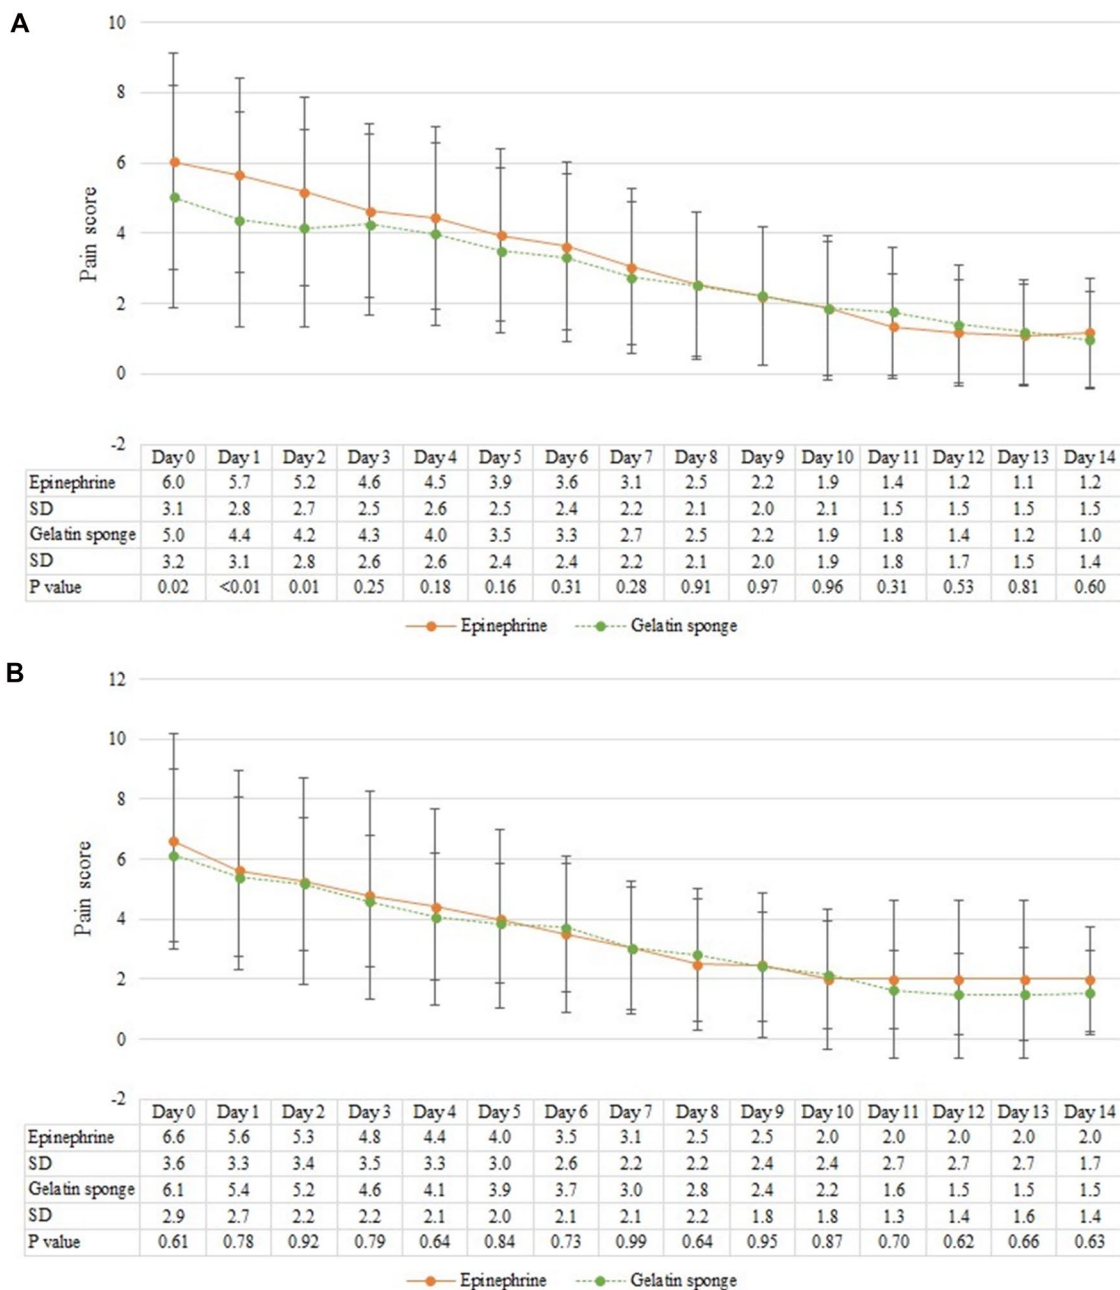 A
10
8
6
4
2
0
-2
Pain score
Day 0 Day 1 Day 2 Day 3 Day 4 Day 5 Day 6 Day 7 Day 8 Day 9 Day 10 Day 11 Day 12 Day 13 Day 14
Epinephrine 6.0 5.7 5.2 4.6 4.5 3.9 3.6 3.1 2.5 2.2 1.9 1.4 1.2 1.1 1.2
SD 3.1 2.8 2.7 2.5 2.6 2.5 2.4 2.2 2.1 2.0 2.1 1.5 1.5 1.5 1.5
Gelatin sponge 5.0 4.4 4.2 4.3 4.0 3.5 3.3 2.7 2.5 2.2 1.9 1.8 1.4 1.2 1.0
SD 3.2 3.1 2.8 2.6 2.6 2.4 2.4 2.2 2.1 2.0 1.9 1.8 1.7 1.5 1.4
P value 0.02 <0.01 0.01 0.25 0.18 0.16 0.31 0.28 0.91 0.97 0.96 0.31 0.53 0.81 0.60
Epinephrine Gelatin sponge
B
12
10
8
6
4
2
0
-2
Pain score
Day 0 Day 1 Day 2 Day 3 Day 4 Day 5 Day 6 Day 7 Day 8 Day 9 Day 10 Day 11 Day 12 Day 13 Day 14
Epinephrine 6.6 5.6 5.3 4.8 4.4 4.0 3.5 3.1 2.5 2.5 2.0 2.0 2.0 2.0 2.0
SD 3.6 3.3 3.4 3.5 3.3 3.0 2.6 2.2 2.2 2.4 2.4 2.7 2.7 2.7 1.7
Gelatin sponge 6.1 5.4 5.2 4.6 4.1 3.9 3.7 3.0 2.8 2.4 2.2 1.6 1.5 1.5 1.5
SD 2.9 2.7 2.2 2.2 2.1 2.0 2.1 2.1 2.2 1.8 1.8 1.3 1.4 1.6 1.4
P value 0.61 0.78 0.92 0.79 0.64 0.84 0.73 0.99 0.64 0.95 0.87 0.70 0.62 0.66 0.63
Epinephrine Gelatin sponge